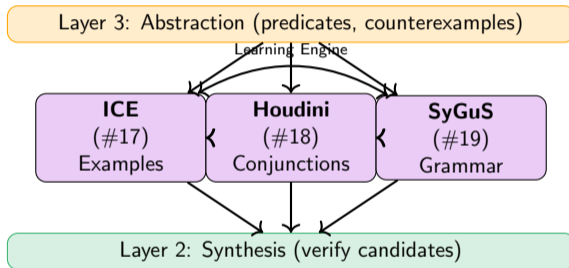 Layer 3: Abstraction (predicates, counterexamples)
Learning Engine
ICE
(#17)
Examples
Houdini
(#18)
Conjunctions
SyGuS
(#19)
Grammar
Layer 2: Synthesis (verify candidates)